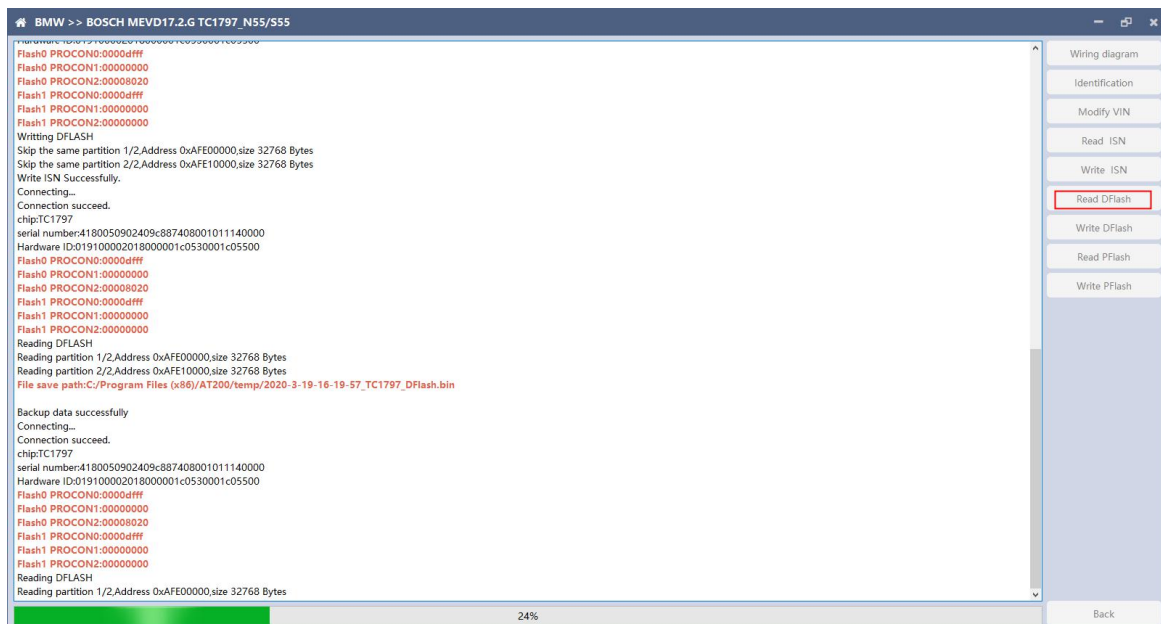 BMW >> BOSCH MEVD17.2.G TC1797_N55/S55
Hardware ID:019100002018000001c0530001c05500
Flash0 PROCON0:0000dfff
Flash0 PROCON1:00000000
Flash0 PROCON2:00008020
Flash1 PROCON0:0000dfff
Flash1 PROCON1:00000000
Flash1 PROCON2:00000000
Writting DFLASH
Skip the same partition 1/2,Address 0xAFE00000,size 32768 Bytes
Skip the same partition 2/2,Address 0xAFE10000,size 32768 Bytes
Write ISN Successfully.
Connecting...
Connection succeed.
chip:TC1797
serial number:4180050902409c887408001011140000
Hardware ID:019100002018000001c0530001c05500
Flash0 PROCON0:0000dfff
Flash0 PROCON1:00000000
Flash0 PROCON2:00008020
Flash1 PROCON0:0000dfff
Flash1 PROCON1:00000000
Flash1 PROCON2:00000000
Reading DFLASH
Reading partition 1/2,Address 0xAFE00000,size 32768 Bytes
Reading partition 2/2,Address 0xAFE10000,size 32768 Bytes
File save path:C:/Program Files (x86)/AT200/temp/2020-3-19-16-19-57_TC1797_DFlash.bin
Backup data successfully
Connecting...
Connection succeed.
chip:TC1797
serial number:4180050902409c887408001011140000
Hardware ID:019100002018000001c0530001c05500
Flash0 PROCON0:0000dfff
Flash0 PROCON1:00000000
Flash0 PROCON2:00008020
Flash1 PROCON0:0000dfff
Flash1 PROCON1:00000000
Flash1 PROCON2:00000000
Reading DFLASH
Reading partition 1/2,Address 0xAFE00000,size 32768 Bytes
24%
Wiring diagram
Identification
Modify VIN
Read ISN
Write ISN
Read DFlash
Write DFlash
Read PFlash
Write PFlash
Back